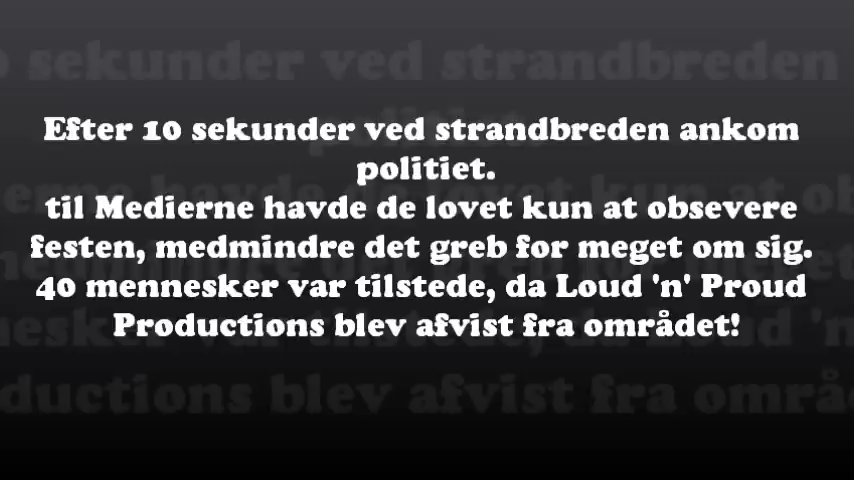 Efter 10 sekunder ved strandbreden ankom
politiet.
til Medierne havde de lovet kun at obsevere
festen, medmindre det greb for meget om sig.
40 mennesker var tilstede, da Loud 'n' Proud
Productions blev afvist fra området!